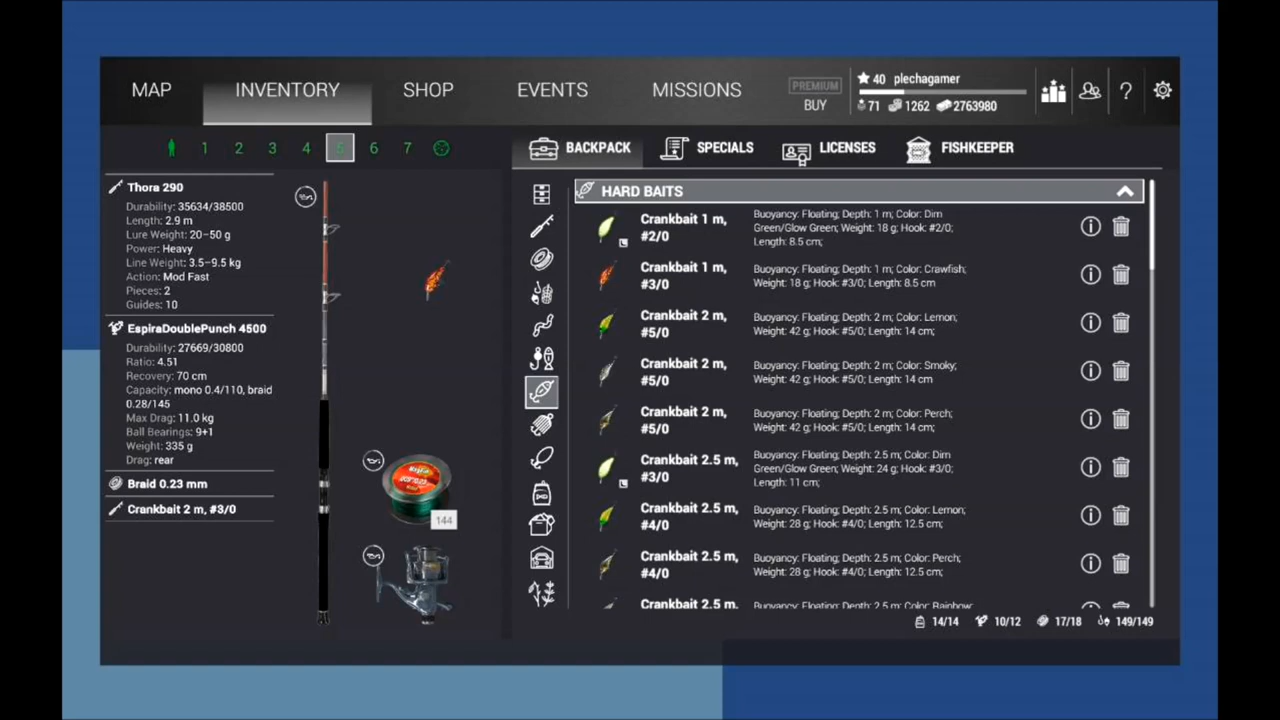 MAP INVENTORY SHOP EVENTS MISSIONS PREMIUM BUY
40 plechagamer
71 1262 2763980
?
1 2 3 4 5 6 7
BACKPACK SPECIALS LICENSES FISHKEEPER
Thora 290
Durability: 35634/38500
Length: 2.9 m
Lure Weight: 20–50 g
Power: Heavy
Line Weight: 3.5–9.5 kg
Action: Mod Fast
Pieces: 2
Guides: 10
EspiraDoublePunch 4500
Durability: 27669/30800
Ratio: 4.51
Recovery: 70 cm
Capacity: mono 0.4/110, braid
0.28/145
Max Drag: 11.0 kg
Ball Bearings: 9+1
Weight: 335 g
Drag: rear
Braid 0.23 mm
Crankbait 2 m, #3/0
144
HARD BAITS
Crankbait 1 m,
#2/0
Buoyancy: Floating; Depth: 1 m; Color: Dim
Green/Glow Green; Weight: 18 g; Hook: #2/0;
Length: 8.5 cm;
Crankbait 1 m,
#3/0
Buoyancy: Floating; Depth: 1 m; Color: Crawfish;
Weight: 18 g; Hook: #3/0; Length: 8.5 cm
Crankbait 2 m,
#5/0
Buoyancy: Floating; Depth: 2 m; Color: Lemon;
Weight: 42 g; Hook: #5/0; Length: 14 cm;
Crankbait 2 m,
#5/0
Buoyancy: Floating; Depth: 2 m; Color: Smoky;
Weight: 42 g; Hook: #5/0; Length: 14 cm
Crankbait 2 m,
#5/0
Buoyancy: Floating; Depth: 2 m; Color: Perch;
Weight: 42 g; Hook: #5/0; Length: 14 cm;
Crankbait 2.5 m,
#3/0
Buoyancy: Floating; Depth: 2.5 m; Color: Dim
Green/Glow Green; Weight: 24 g; Hook: #3/0;
Length: 11 cm;
Crankbait 2.5 m,
#4/0
Buoyancy: Floating; Depth: 2.5 m; Color: Lemon;
Weight: 28 g; Hook: #4/0; Length: 12.5 cm;
Crankbait 2.5 m,
#4/0
Buoyancy: Floating; Depth: 2.5 m; Color: Perch;
Weight: 28 g; Hook: #4/0; Length: 12.5 cm;
Crankbait 2.5 m,
Buoyancy: Floating; Depth: 2.5 m; Color: Rainbow
14/14 10/12 17/18 149/149